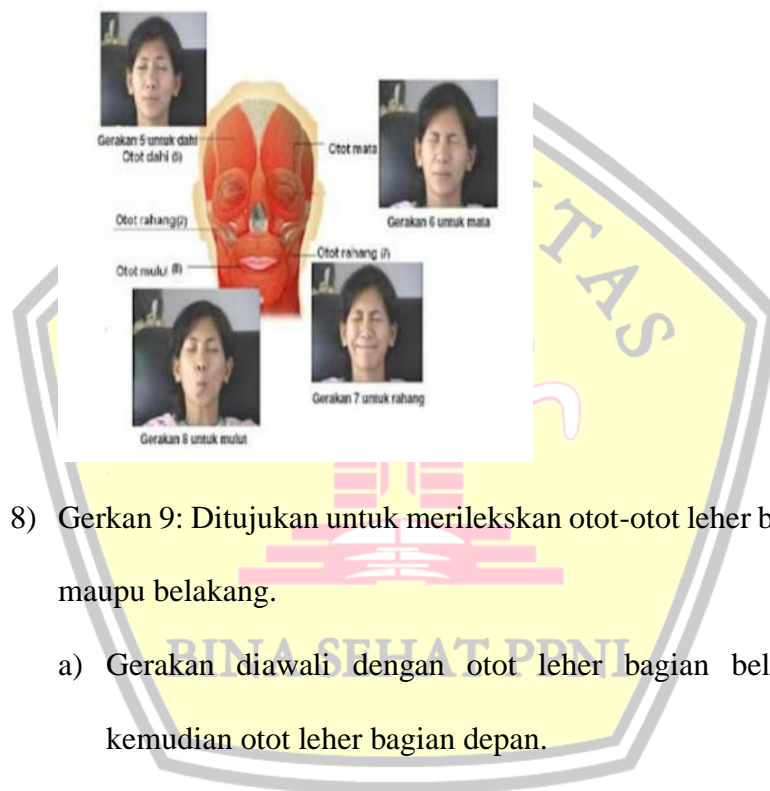 Gerakan 5 untuk dahi
Otot dahi (5)
Otot mata
Gerakan 6 untuk mata
Otot rahang(7)
Otot rahang (7)
Otot mulut (8)
Gerakan 7 untuk rahang
Gerakan 8 untuk mulut
8) Gerkan 9: Ditujukan untuk merilekskan otot-otot leher b
maupu belakang.
a) Gerakan diawali dengan otot leher bagian bel
kemudian otot leher bagian depan.
ITAS
BINA SEHAT PPNI